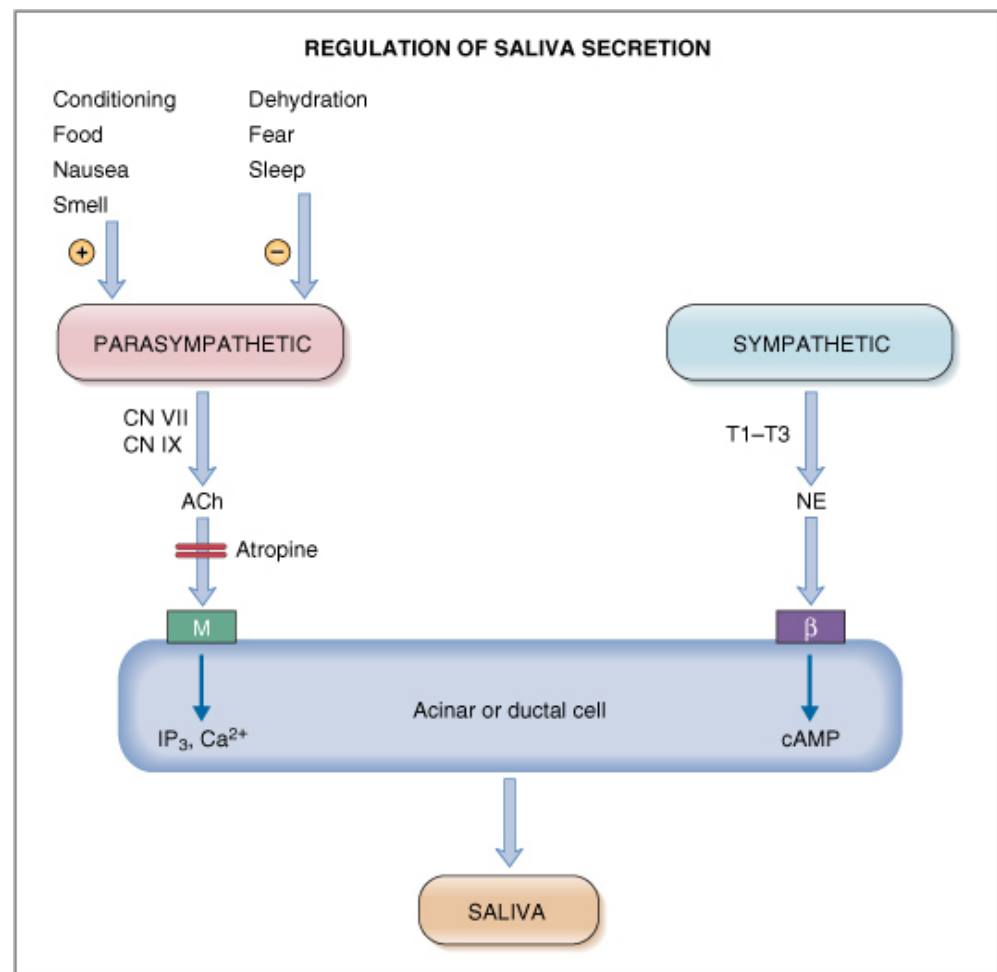 REGULATION OF SALIVA SECRETION
Conditioning
Food
Nausea
Smell
Dehydration
Fear
Sleep
+
−
PARASYMPATHETIC
SYMPATHETIC
CN VII
CN IX
T1–T3
ACh
NE
Atropine
M
β
Acinar or ductal cell
IP₃, Ca²⁺
cAMP
SALIVA